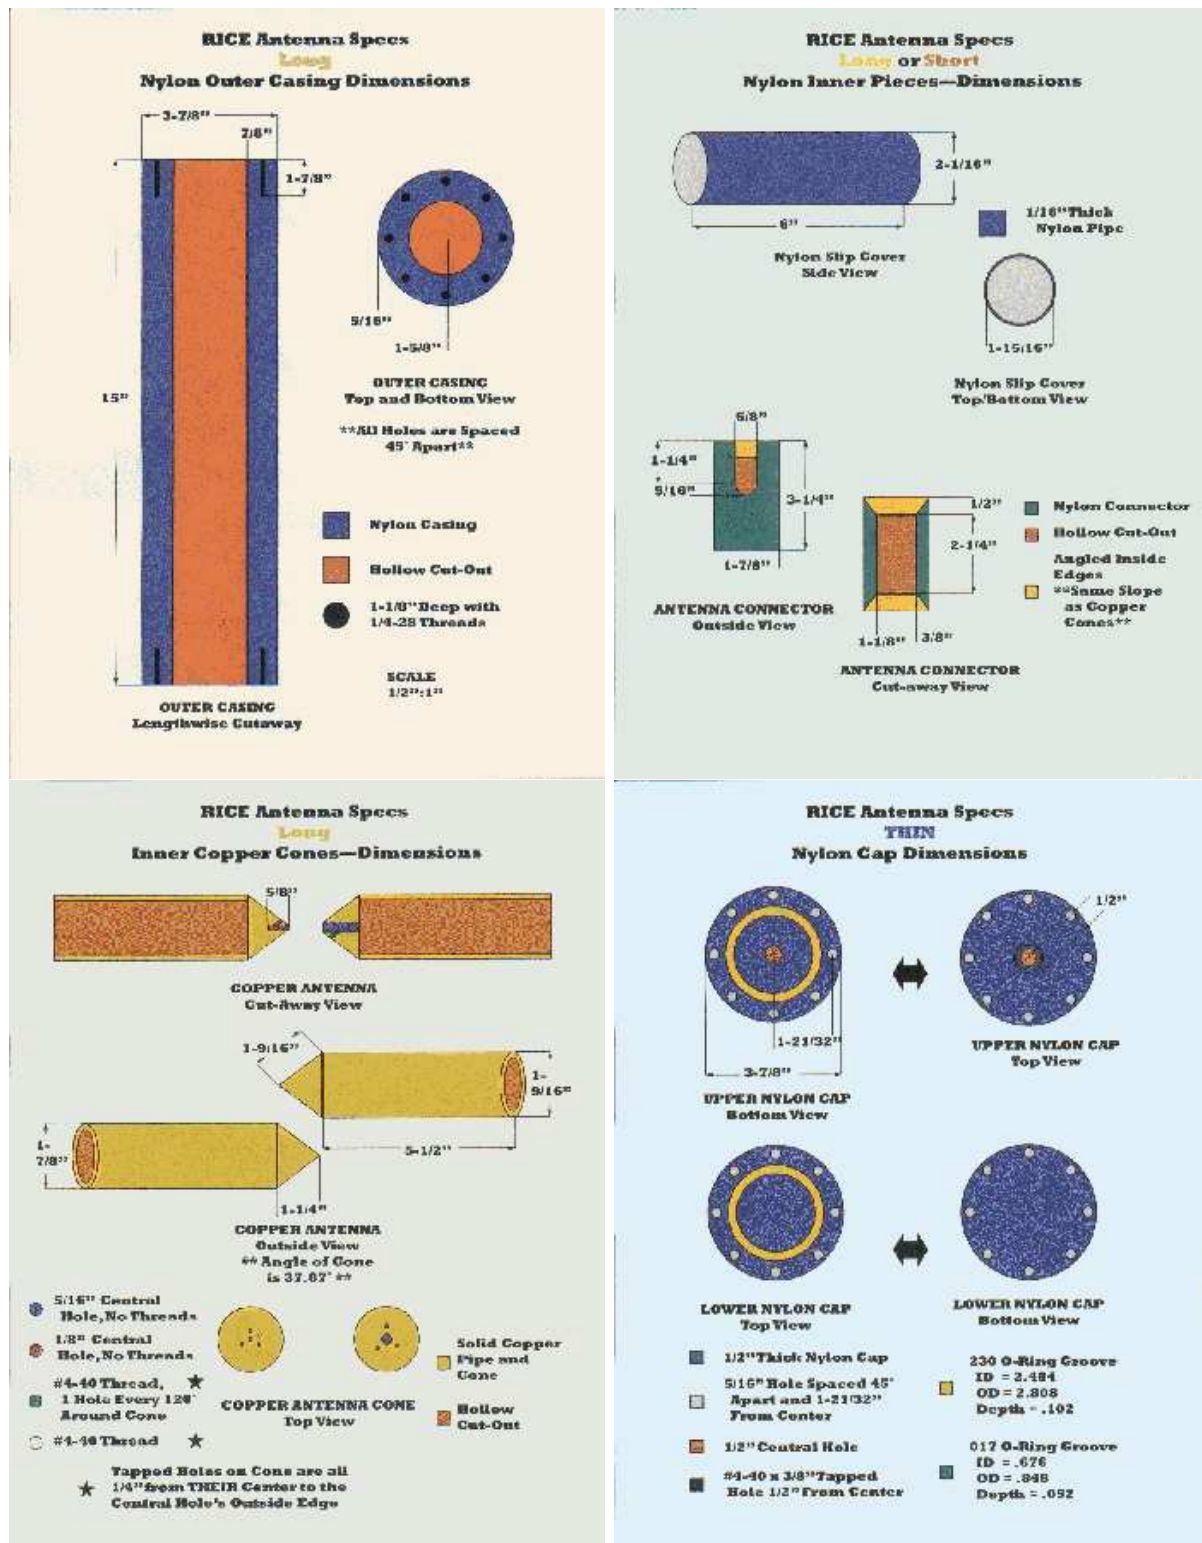 RICE Antenna Specs
Long
Nylon Outer Casing Dimensions
3-7/8"
7/8"
1-7/8"
5/16"
1-5/8"
15"
OUTER CASING
Top and Bottom View
**All Holes are Spaced
45° Apart**
Nylon Casing
Hollow Cut-Out
1-1/8" Deep with
1/4-28 Threads
SCALE
1/2":1"
OUTER CASING
Lengthwise Cutaway
RICE Antenna Specs
Long or Short
Nylon Inner Pieces—Dimensions
2-1/16"
6"
1/16" Thick
Nylon Pipe
Nylon Slip Cover
Side View
1-15/16"
Nylon Slip Cover
Top/Bottom View
5/8"
1-1/4"
9/16"
3-1/4"
1-7/8"
ANTENNA CONNECTOR
Outside View
1/2"
2-1/4"
1-1/8"
3/8"
Nylon Connector
Hollow Cut-Out
Angled Inside
Edges
**Same Slope
as Copper
Cones**
ANTENNA CONNECTOR
Cut-away View
RICE Antenna Specs
Long
Inner Copper Cones—Dimensions
5/8"
COPPER ANTENNA
Cut-Away View
1-9/16"
1-
9/16"
5-1/2"
1-
7/8"
1-1/4"
COPPER ANTENNA
Outside View
** Angle of Cone
is 37.87° **
5/16" Central
Hole, No Threads
1/8" Central
Hole, No Threads
#4-40 Thread,
1 Hole Every 120°
Around Cone
#4-40 Thread
COPPER ANTENNA CONE
Top View
Solid Copper
Pipe and
Cone
Hollow
Cut-Out
Tapped Holes on Cone are all
1/4" from THEIR Center to the
Central Hole's Outside Edge
RICE Antenna Specs
THIN
Nylon Cap Dimensions
1/2"
1-21/32"
3-7/8"
UPPER NYLON CAP
Bottom View
UPPER NYLON CAP
Top View
LOWER NYLON CAP
Top View
LOWER NYLON CAP
Bottom View
1/2" Thick Nylon Cap
5/16" Hole Spaced 45°
Apart and 1-21/32"
From Center
1/2" Central Hole
#4-40 x 3/8" Tapped
Hole 1/2" From Center
230 O-Ring Groove
ID = 2.484
OD = 2.808
Depth = .102
017 O-Ring Groove
ID = .676
OD = .848
Depth = .052